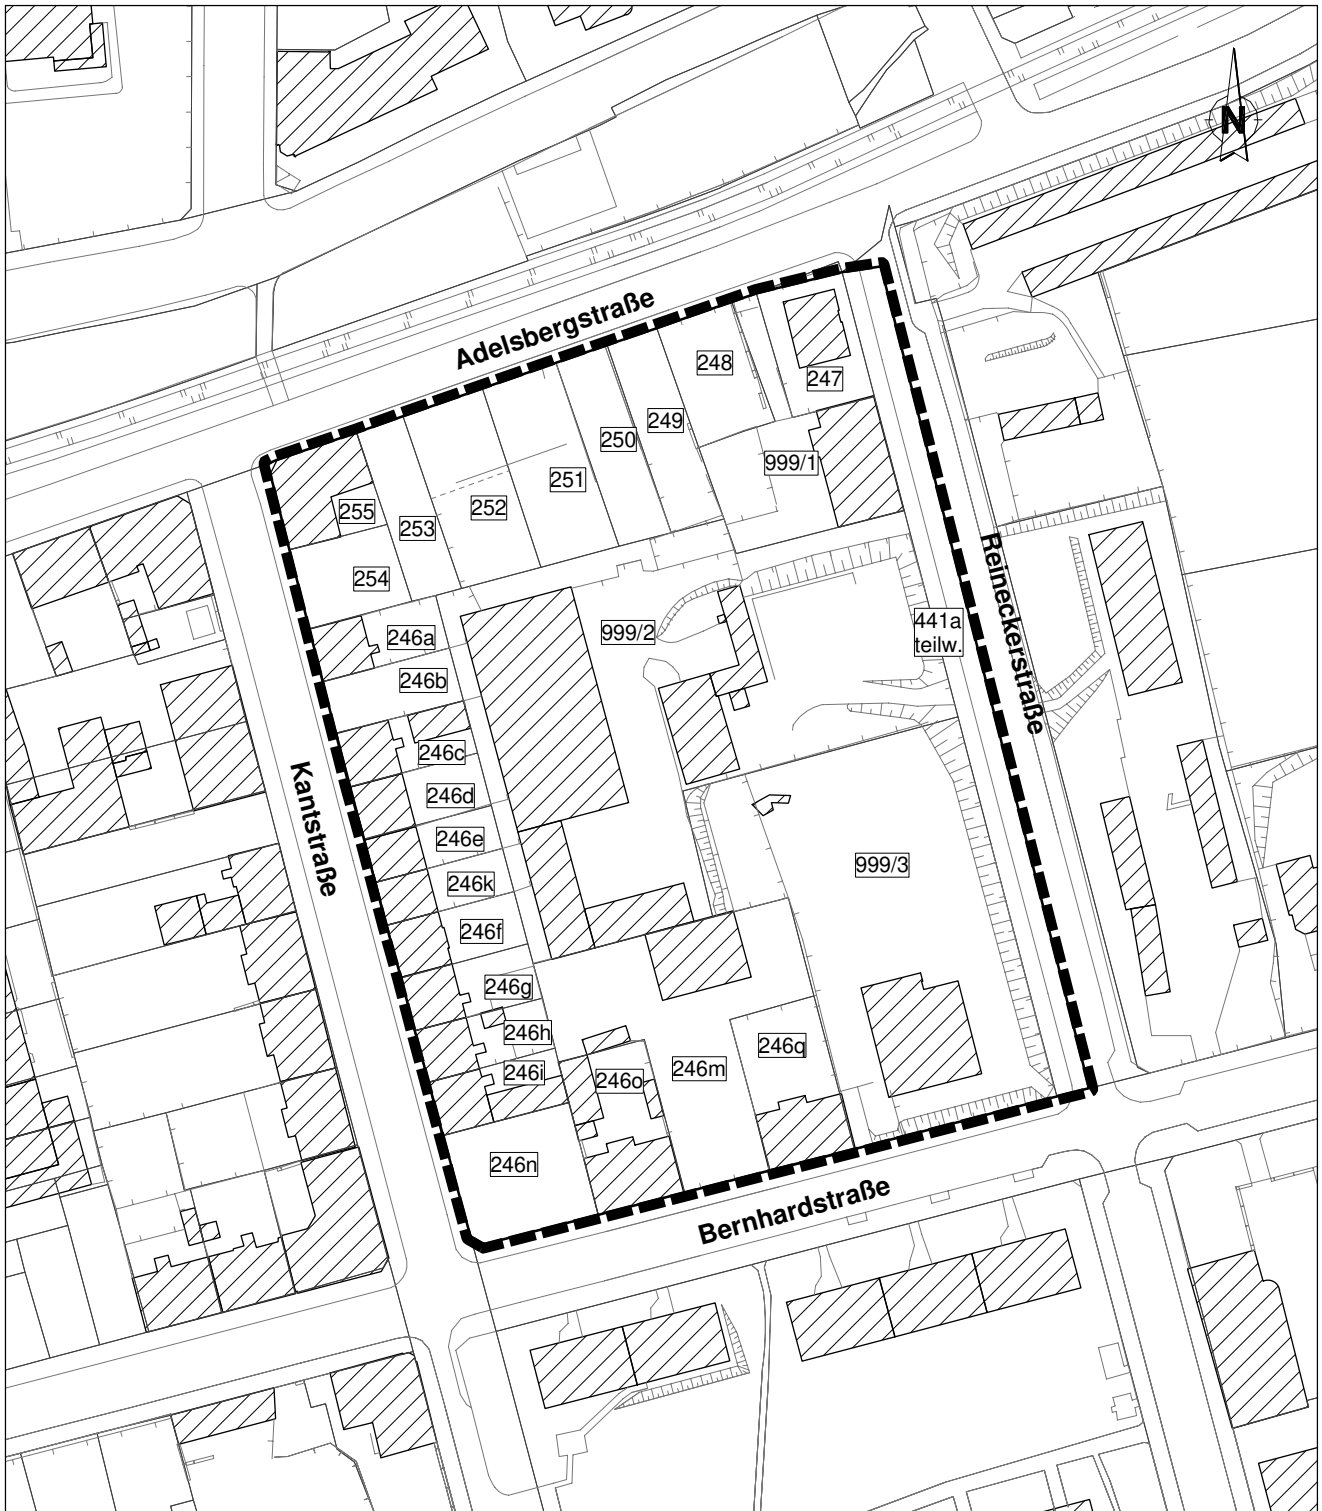 N
Adelsbergstraße
248
247
249
250
999/1
251
252
255
253
254
Reineckerstraße
441a
teilw.
999/2
246a
246b
246c
246d
Kantstraße
246e
999/3
246k
246f
246g
246h
246q
246i
246o
246m
246n
Bernhardstraße